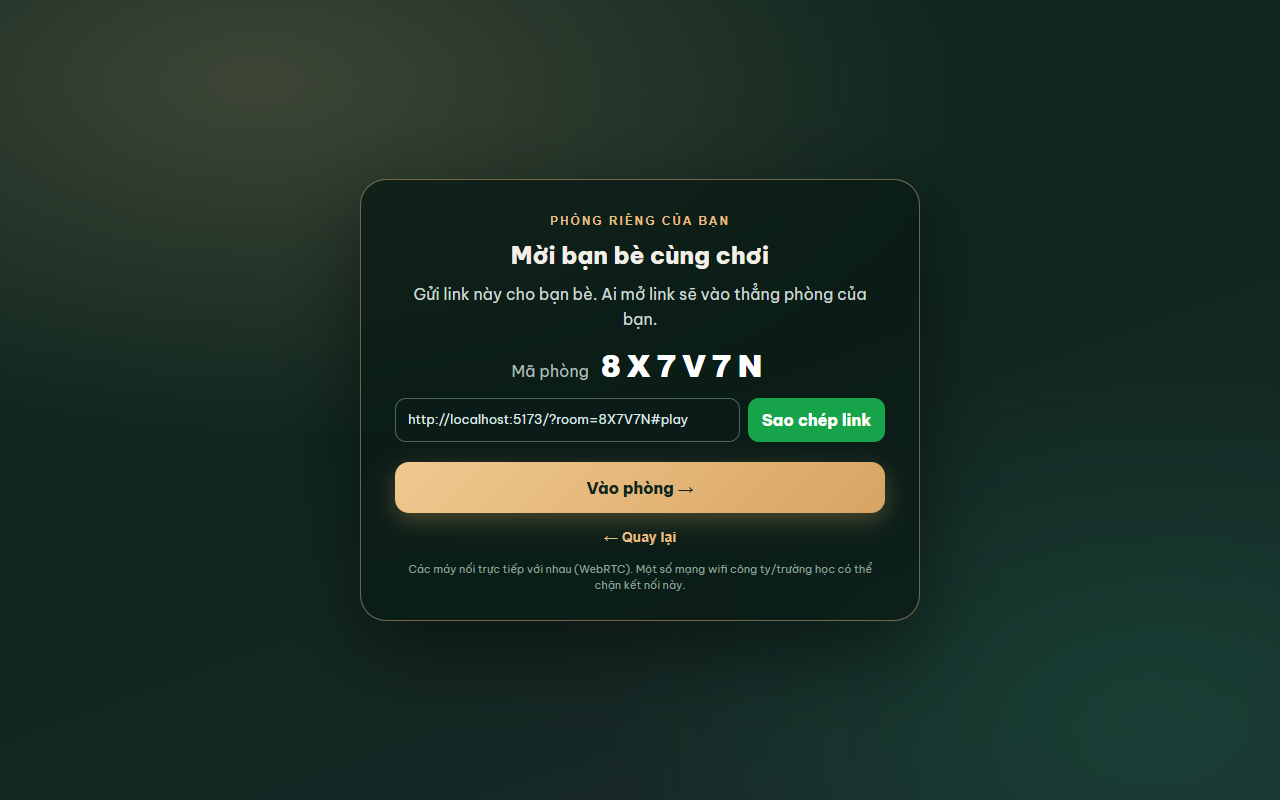 PHÒNG RIÊNG CỦA BẠN
Mời bạn bè cùng chơi
Gửi link này cho bạn bè. Ai mở link sẽ vào thẳng phòng của
bạn.
Mã phòng 8X7V7N
http://localhost:5173/?room=8X7V7N#play
Sao chép link
Vào phòng →
← Quay lại
Các máy nối trực tiếp với nhau (WebRTC). Một số mạng wifi công ty/trường học có thể
chặn kết nối này.